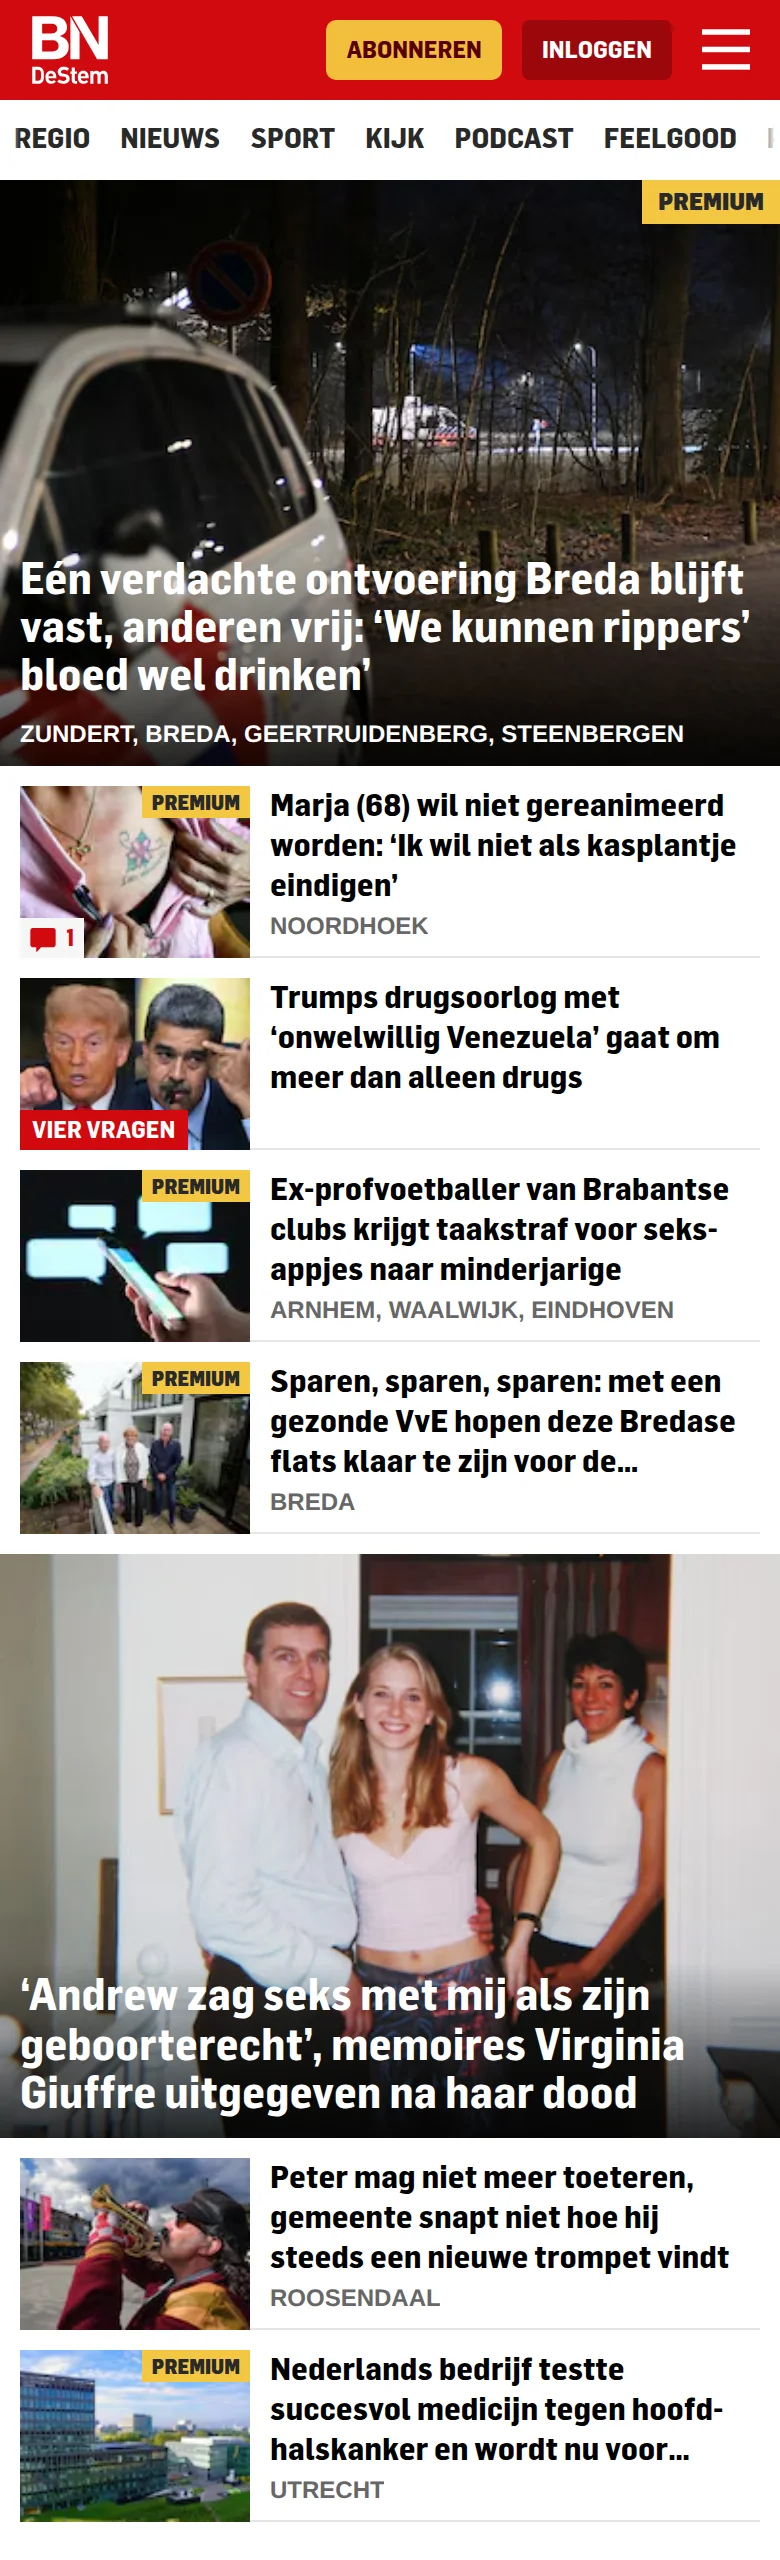 BN
DeStem
ABONNEREN
INLOGGEN
REGIO NIEUWS SPORT KIJK PODCAST FEELGOOD
PREMIUM
Eén verdachte ontvoering Breda blijft
vast, anderen vrij: ‘We kunnen rippers’
bloed wel drinken’
ZUNDERT, BREDA, GEERTRUIDENBERG, STEENBERGEN
PREMIUM
1
Marja (68) wil niet gereanimeerd
worden: ‘Ik wil niet als kasplantje
eindigen’
NOORDHOEK
VIER VRAGEN
Trumps drugsoorlog met
‘onwelwillig Venezuela’ gaat om
meer dan alleen drugs
PREMIUM
Ex-profvoetballer van Brabantse
clubs krijgt taakstraf voor seks-
appjes naar minderjarige
ARNHEM, WAALWIJK, EINDHOVEN
PREMIUM
Sparen, sparen, sparen: met een
gezonde VvE hopen deze Bredase
flats klaar te zijn voor de...
BREDA
‘Andrew zag seks met mij als zijn
geboorterecht’, memoires Virginia
Giuffre uitgegeven na haar dood
Peter mag niet meer toeteren,
gemeente snapt niet hoe hij
steeds een nieuwe trompet vindt
ROOSENDAAL
PREMIUM
Nederlands bedrijf testte
succesvol medicijn tegen hoofd-
halskanker en wordt nu voor...
UTRECHT